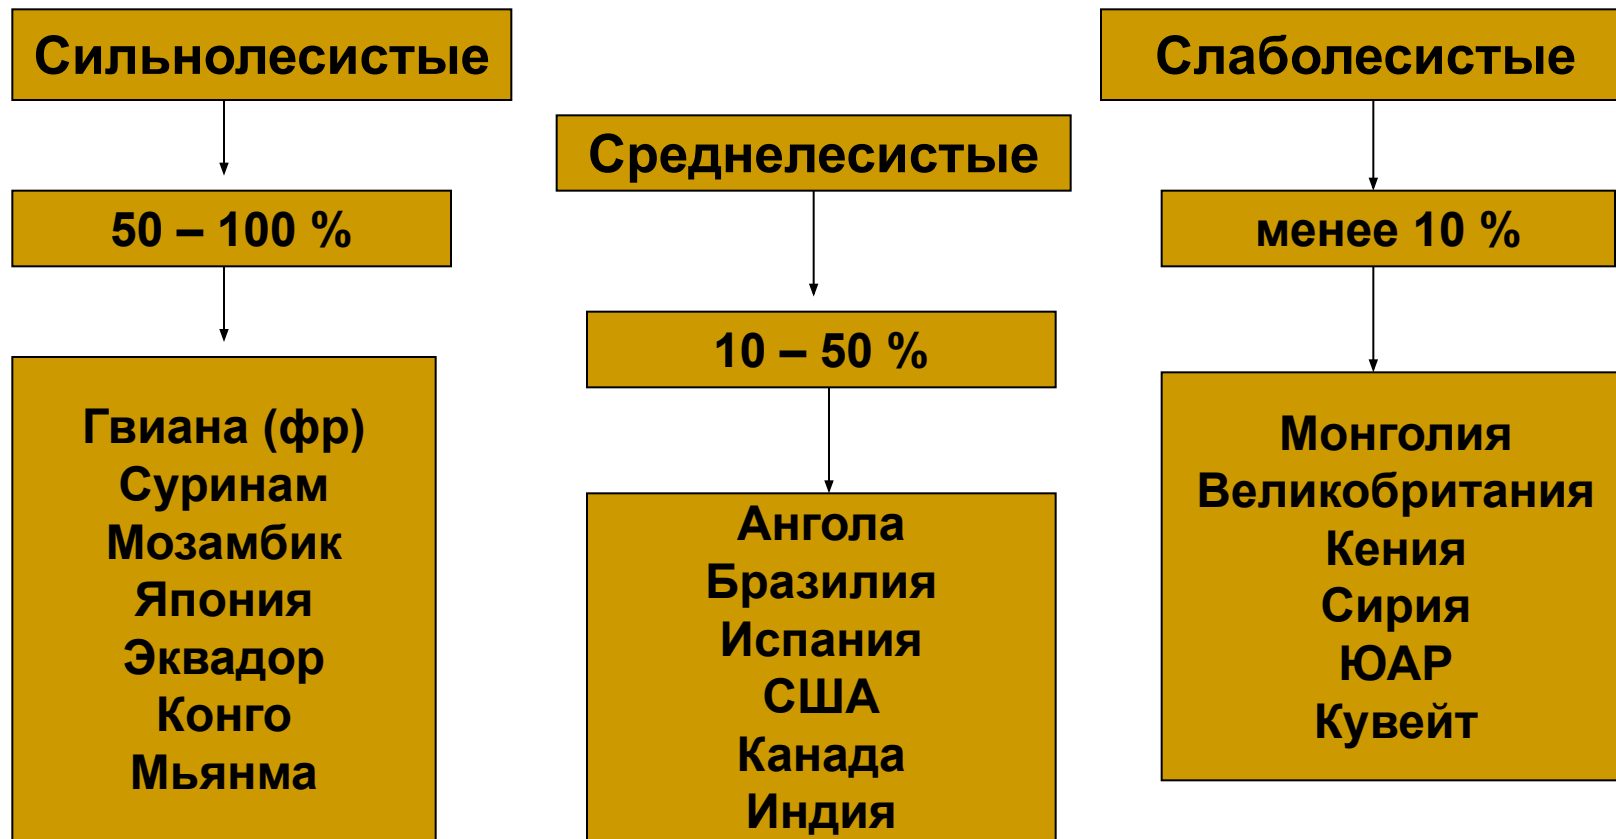 Сильнолесистые
50 – 100 %
Гвиана (фр)
Суринам
Мозамбик
Япония
Эквадор
Конго
Мьянма
Среднелесистые
10 – 50 %
Ангола
Бразилия
Испания
США
Канада
Индия
Слаболесистые
менее 10 %
Монголия
Великобритания
Кения
Сирия
ЮАР
Кувейт